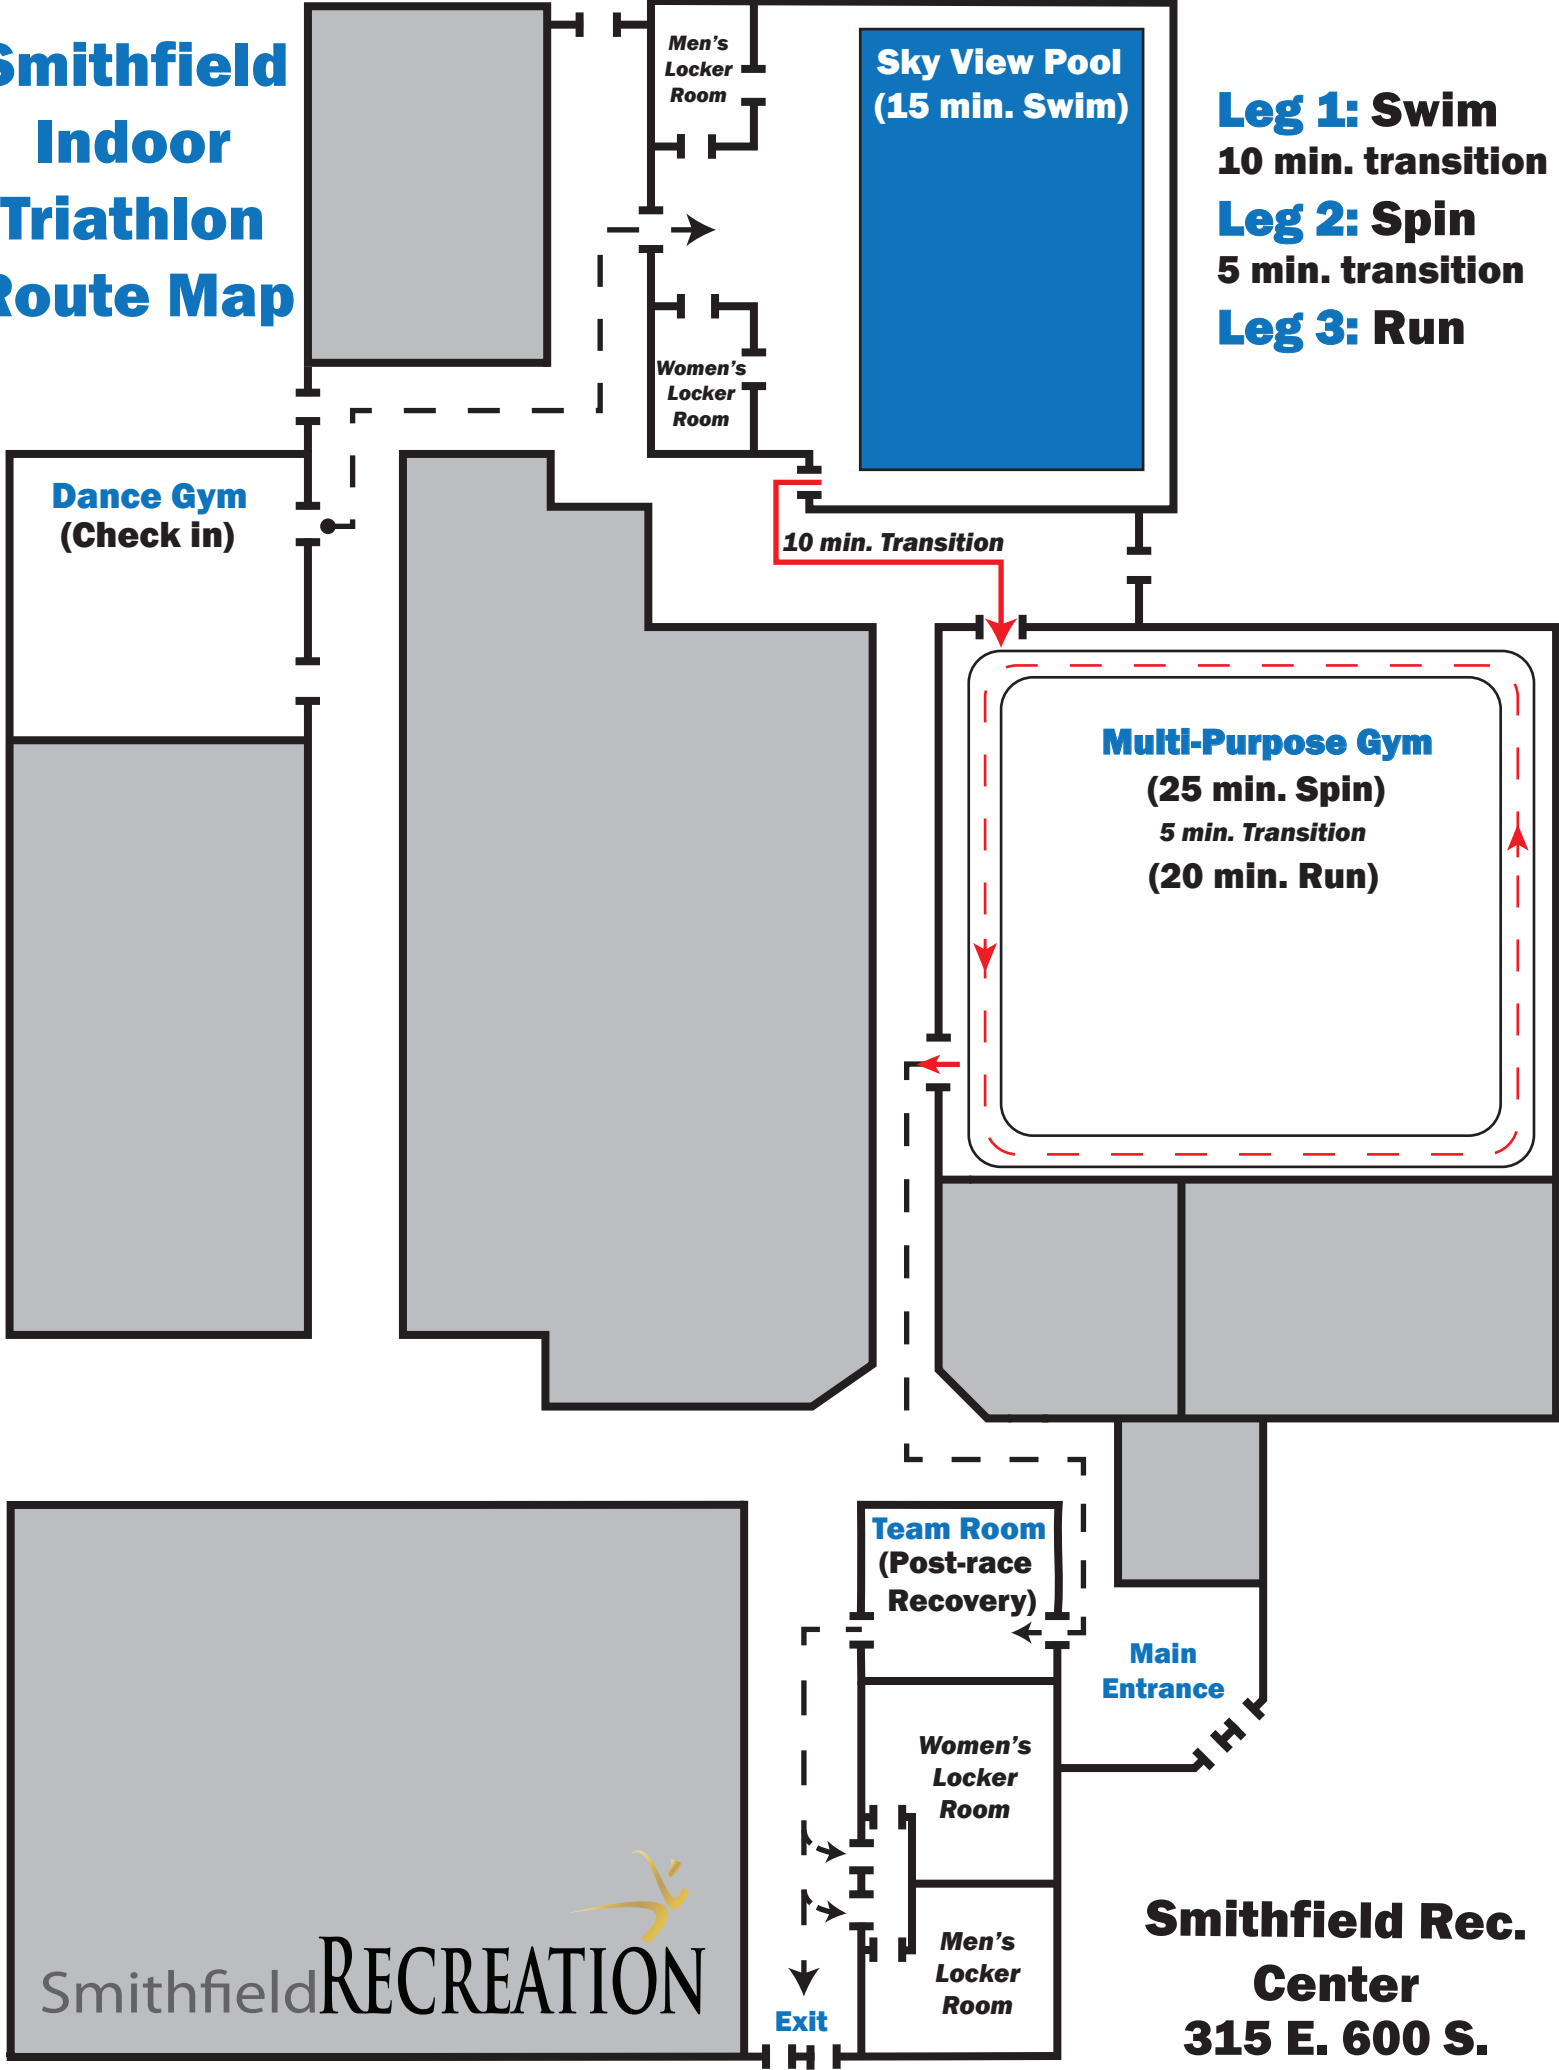 Smithfield
Indoor
Triathlon
Route Map
Men's
Locker
Room
Sky View Pool
(15 min. Swim)
Leg 1: Swim
10 min. transition
Leg 2: Spin
5 min. transition
Leg 3: Run
Women's
Locker
Room
Dance Gym
(Check in)
10 min. Transition
Multi-Purpose Gym
(25 min. Spin)
5 min. Transition
(20 min. Run)
Team Room
(Post-race
Recovery)
Main
Entrance
Women's
Locker
Room
Men's
Locker
Room
Exit
Smithfield RECREATION
Smithfield Rec.
Center
315 E. 600 S.